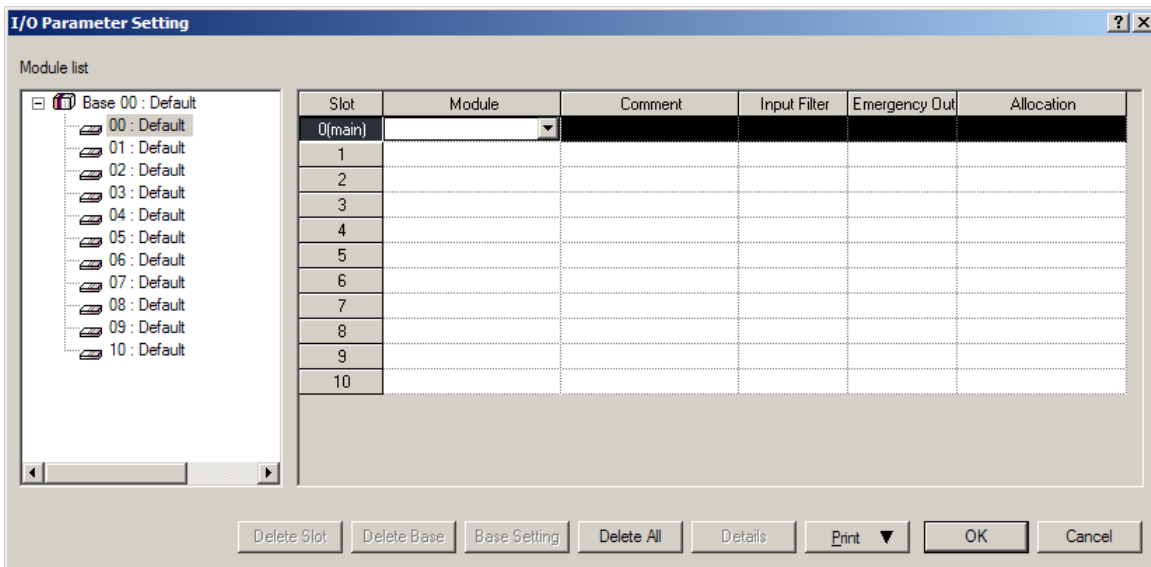 I/O Parameter Setting
Module list
Base 00 : Default
00 : Default
01 : Default
02 : Default
03 : Default
04 : Default
05 : Default
06 : Default
07 : Default
08 : Default
09 : Default
10 : Default
Slot Module Comment Input Filter Emergency Out Allocation
0(main)
1
2
3
4
5
6
7
8
9
10
Delete Slot Delete Base Base Setting Delete All Details Print OK Cancel